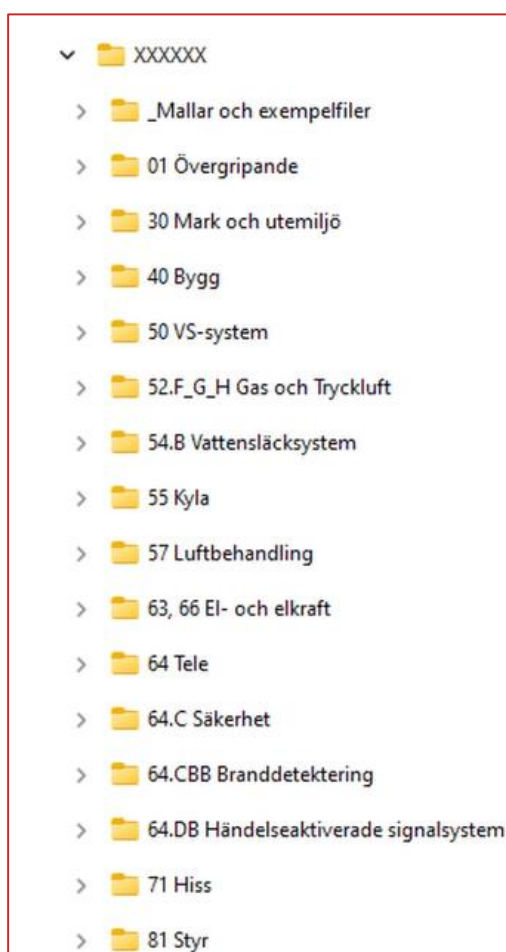 XXXXXX
_Mallar och exempelfiler
01 Övergripande
30 Mark och utemiljö
40 Bygg
50 VS-system
52.F_G_H Gas och Tryckluft
54.B Vattensläcksystem
55 Kyla
57 Luftbehandling
63, 66 El- och elkraft
64 Tele
64.C Säkerhet
64.CBB Branddetektering
64.DB Händelseaktiverade signalsystem
71 Hiss
81 Styr